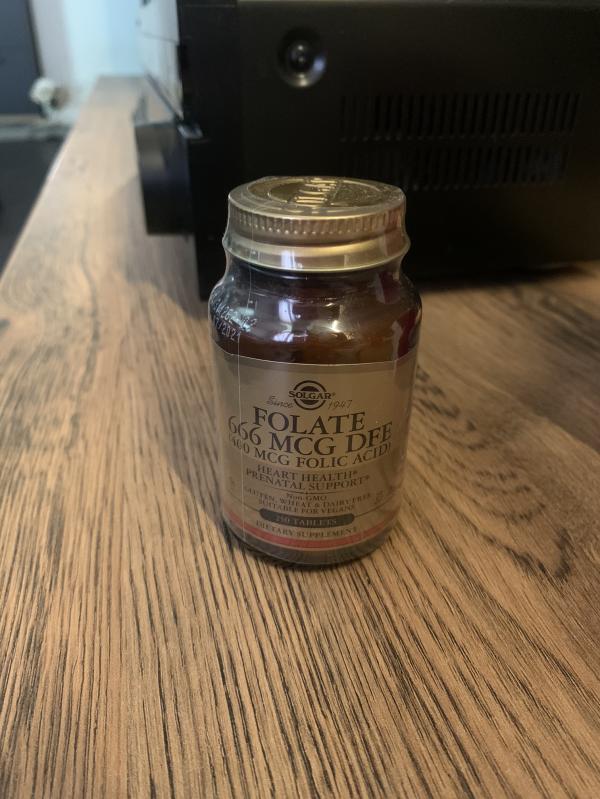 SOLGAR®
Since 1947
FOLATE
666 MCG DFE
(400 MCG FOLIC ACID)
HEART HEALTH*
PRENATAL SUPPORT*
Non-GMO
GLUTEN, WHEAT & DAIRY FREE
SUITABLE FOR VEGANS
250 TABLETS
DIETARY SUPPLEMENT